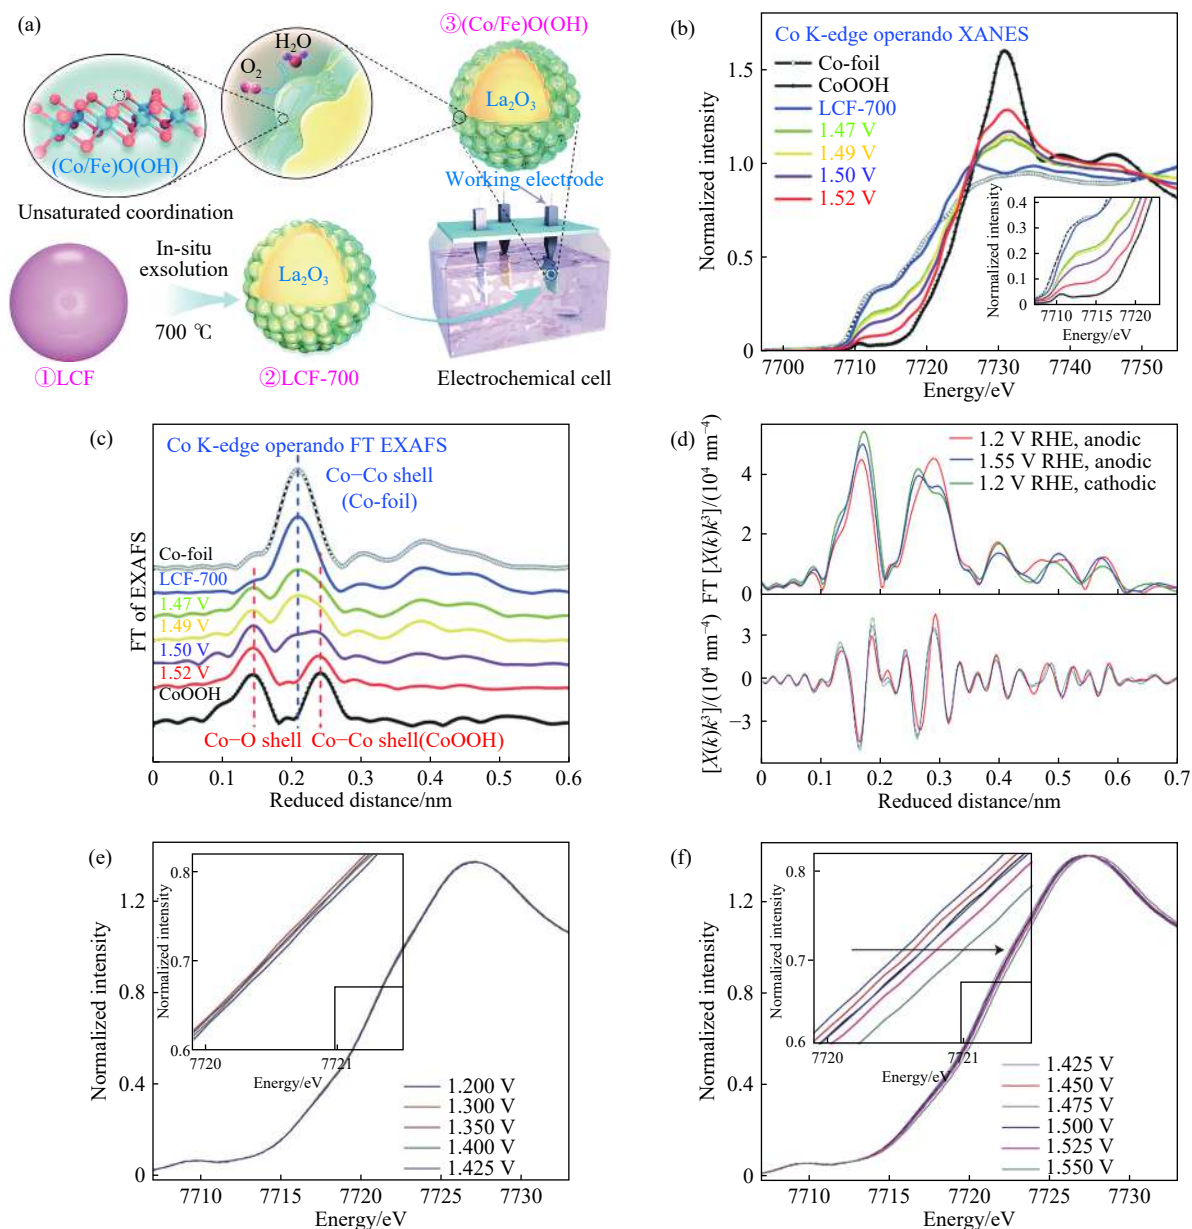 (a)
③(Co/Fe)O(OH)
H₂O
O₂
La₂O₃
(Co/Fe)O(OH)
Unsaturated coordination
Working electrode
In-situ
exsolution
700 ℃
La₂O₃
①LCF
②LCF-700
Electrochemical cell
(b)
Co K-edge operando XANES
Co-foil
CoOOH
LCF-700
1.47 V
1.49 V
1.50 V
1.52 V
Normalized intensity
1.5
1.0
0.5
0
7700
7710
7720
7730
7740
7750
Energy/eV
Normalized intensity
0.4
0.3
0.2
0.1
0
7710
7715
7720
Energy/eV
(c)
Co K-edge operando FT EXAFS
Co−Co shell
(Co-foil)
FT of EXAFS
Co-foil
LCF-700
1.47 V
1.49 V
1.50 V
1.52 V
CoOOH
Co−O shell
Co−Co shell(CoOOH)
0
0.1
0.2
0.3
0.4
0.5
0.6
Reduced distance/nm
(d)
1.2 V RHE, anodic
1.55 V RHE, anodic
1.2 V RHE, cathodic
FT [X(k)k³]/(10⁴ nm⁻⁴)
4
2
0
[X(k)k³]/(10⁴ nm⁻⁴)
3
0
−3
0
0.1
0.2
0.3
0.4
0.5
0.6
0.7
Reduced distance/nm
(e)
Normalized intensity
1.2
0.8
0.4
0
7710
7715
7720
7725
7730
Energy/eV
Normalized intensity
0.8
0.7
0.6
7720
7721
Energy/eV
1.200 V
1.300 V
1.350 V
1.400 V
1.425 V
(f)
Normalized intensity
1.2
0.8
0.4
0
7710
7715
7720
7725
7730
Energy/eV
Normalized intensity
0.8
0.7
0.6
7720
7721
Energy/eV
1.425 V
1.450 V
1.475 V
1.500 V
1.525 V
1.550 V